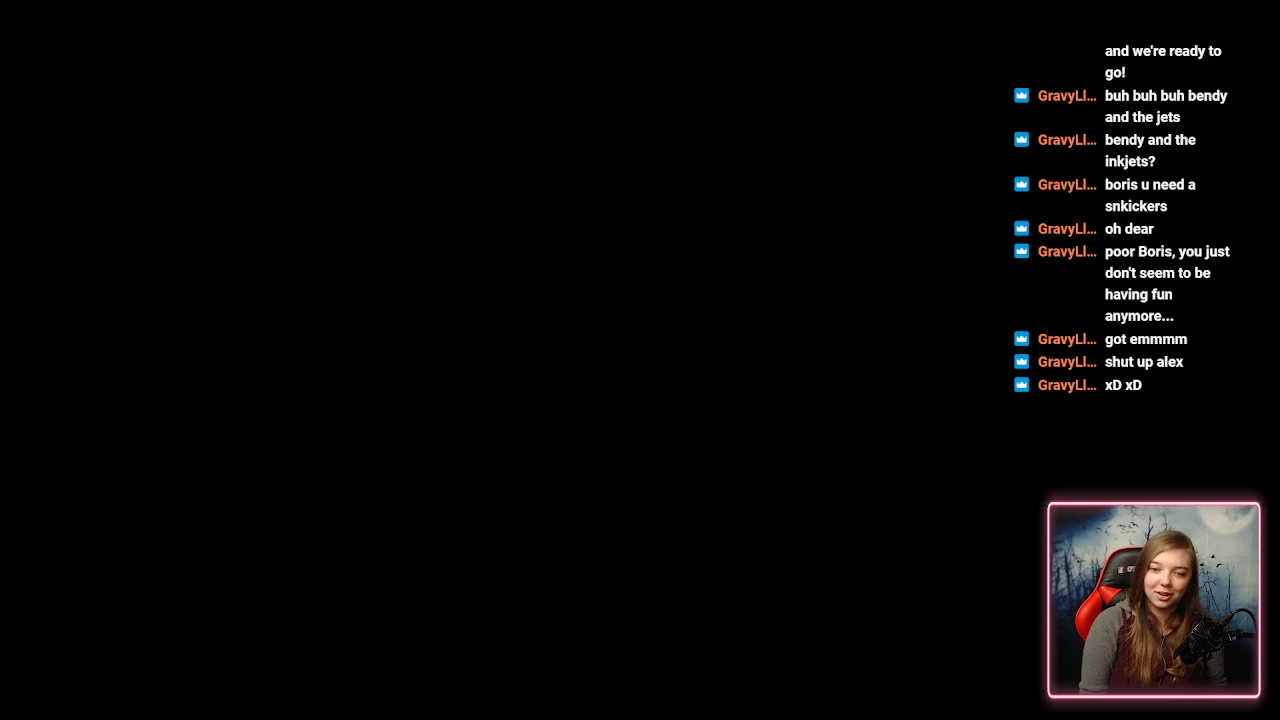 and we're ready to
go!
GravyLl… buh buh buh bendy
and the jets
GravyLl… bendy and the
inkjets?
GravyLl… boris u need a
snkickers
GravyLl… oh dear
GravyLl… poor Boris, you just
don't seem to be
having fun
anymore...
GravyLl… got emmmm
GravyLl… shut up alex
GravyLl… xD xD